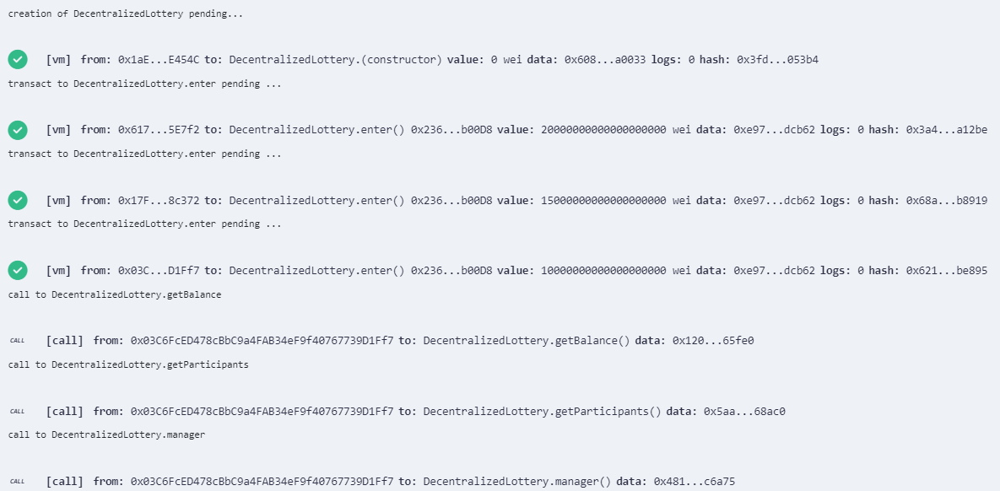 creation of DecentralizedLottery pending...
[vm] from: 0x1aE...E454C to: DecentralizedLottery.(constructor) value: 0 wei data: 0x608...a0033 logs: 0 hash: 0x3fd...053b4
transact to DecentralizedLottery.enter pending ...
[vm] from: 0x617...5E7f2 to: DecentralizedLottery.enter() 0x236...b00D8 value: 20000000000000000000 wei data: 0xe97...dcb62 logs: 0 hash: 0x3a4...a12be
transact to DecentralizedLottery.enter pending ...
[vm] from: 0x17F...8c372 to: DecentralizedLottery.enter() 0x236...b00D8 value: 15000000000000000000 wei data: 0xe97...dcb62 logs: 0 hash: 0x68a...b8919
transact to DecentralizedLottery.enter pending ...
[vm] from: 0x03C...D1Ff7 to: DecentralizedLottery.enter() 0x236...b00D8 value: 10000000000000000000 wei data: 0xe97...dcb62 logs: 0 hash: 0x621...be895
call to DecentralizedLottery.getBalance
CALL [call] from: 0x03C6FcED478cBbC9a4FAB34eF9f40767739D1Ff7 to: DecentralizedLottery.getBalance() data: 0x120...65fe0
call to DecentralizedLottery.getParticipants
CALL [call] from: 0x03C6FcED478cBbC9a4FAB34eF9f40767739D1Ff7 to: DecentralizedLottery.getParticipants() data: 0x5aa...68ac0
call to DecentralizedLottery.manager
CALL [call] from: 0x03C6FcED478cBbC9a4FAB34eF9f40767739D1Ff7 to: DecentralizedLottery.manager() data: 0x481...c6a75